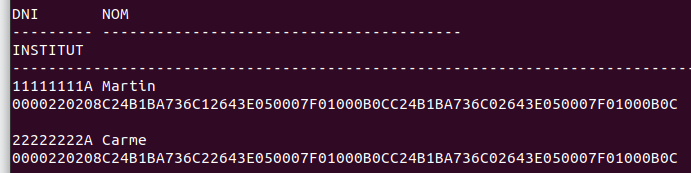 DNI       NOM
--------- ----------------------------------------
INSTITUT
--------------------------------------------------------------------------------
11111111A Martin
0000220208C24B1BA736C12643E050007F01000B0CC24B1BA736C02643E050007F01000B0C
22222222A Carme
0000220208C24B1BA736C22643E050007F01000B0CC24B1BA736C02643E050007F01000B0C